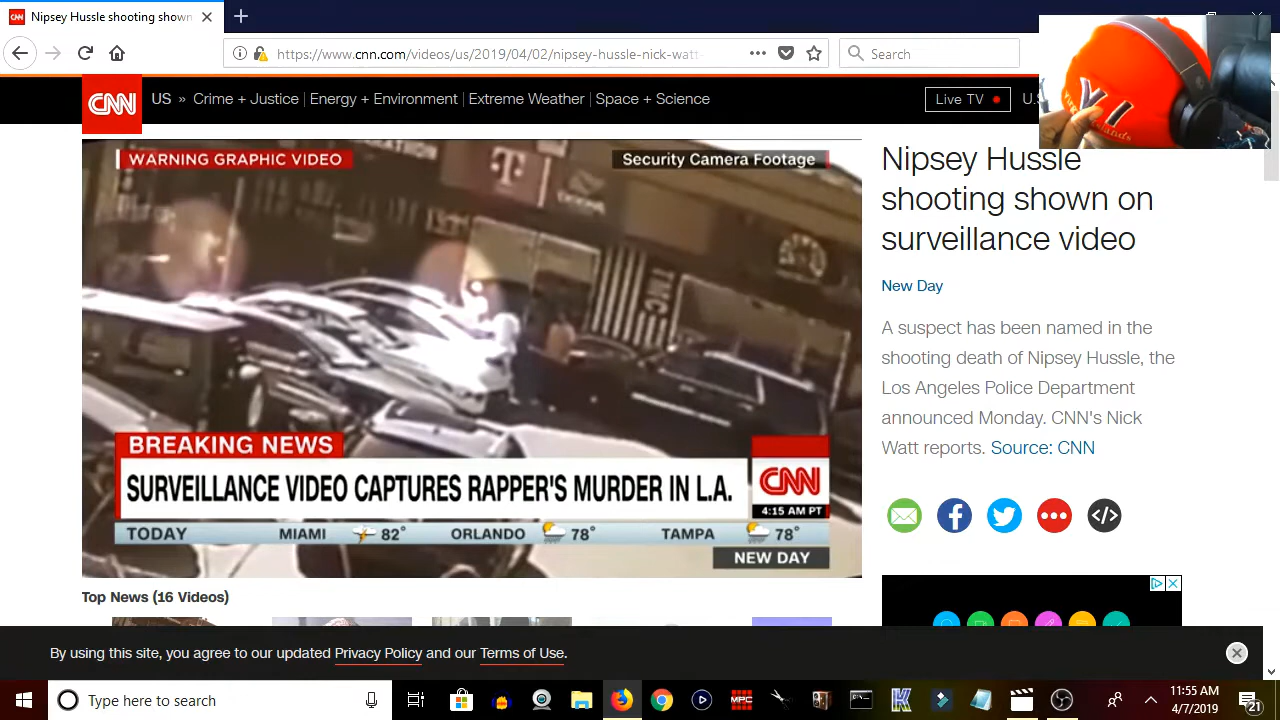 Nipsey Hussle shooting shown
https://www.cnn.com/videos/us/2019/04/02/nipsey-hussle-nick-watt
Search
CNN
US » Crime + Justice | Energy + Environment | Extreme Weather | Space + Science
Live TV
WARNING GRAPHIC VIDEO
Security Camera Footage
T
TMC
BREAKING NEWS
SURVEILLANCE VIDEO CAPTURES RAPPER'S MURDER IN L.A.
CNN
4:15 AM PT
TODAY MIAMI 82° ORLANDO 78° TAMPA 78°
NEW DAY
Nipsey Hussle
shooting shown on
surveillance video
New Day
A suspect has been named in the
shooting death of Nipsey Hussle, the
Los Angeles Police Department
announced Monday. CNN's Nick
Watt reports. Source: CNN
Top News (16 Videos)
By using this site, you agree to our updated Privacy Policy and our Terms of Use.
Type here to search
MPC
11:55 AM
4/7/2019
21